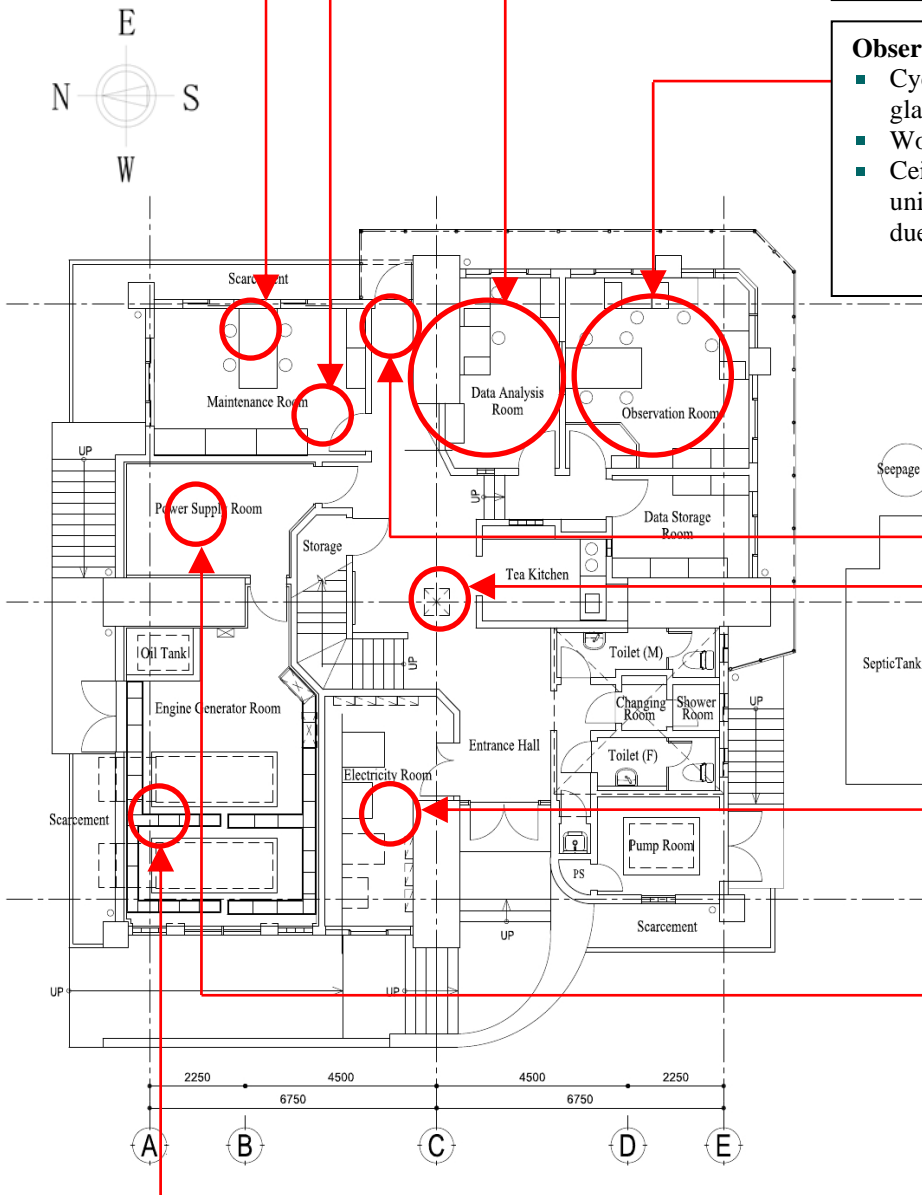 E
N S
W
Obser
Cyc
gla
Wo
Cei
uni
due
Scarcement
Maintenance Room
Data Analysis
Room
Observation Room
UP
Seepage
Power Supply Room
UP
Data Storage
Room
Storage
Tea Kitchen
Oil Tank
Toilet (M)
UP
SepticTank
Engine Generator Room
Changing
Room
Shower
Room
UP
Entrance Hall
Toilet (F)
Electricity Room
Scarcement
Pump Room
PS
Scarcement
UP
UP
UP
2250 4500 4500 2250
6750 6750
A B C D E